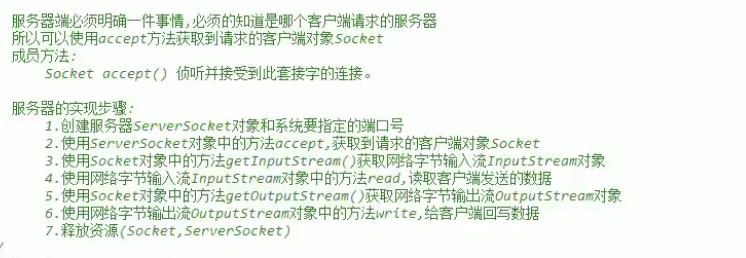 服务器端必须明确一件事情,必须的知道是哪个客户端请求的服务器
所以可以使用accept方法获取到请求的客户端对象Socket
成员方法:
Socket accept() 侦听并接受到此套接字的连接。
服务器的实现步骤:
1.创建服务器ServerSocket对象和系统要指定的端口号
2.使用ServerSocket对象中的方法accept,获取到请求的客户端对象Socket
3.使用Socket对象中的方法getInputStream()获取网络字节输入流InputStream对象
4.使用网络字节输入流InputStream对象中的方法read,读取客户端发送的数据
5.使用Socket对象中的方法getOutputStream()获取网络字节输出流OutputStream对象
6.使用网络字节输出流OutputStream对象中的方法write,给客户端回写数据
7.释放资源(Socket,ServerSocket)
/